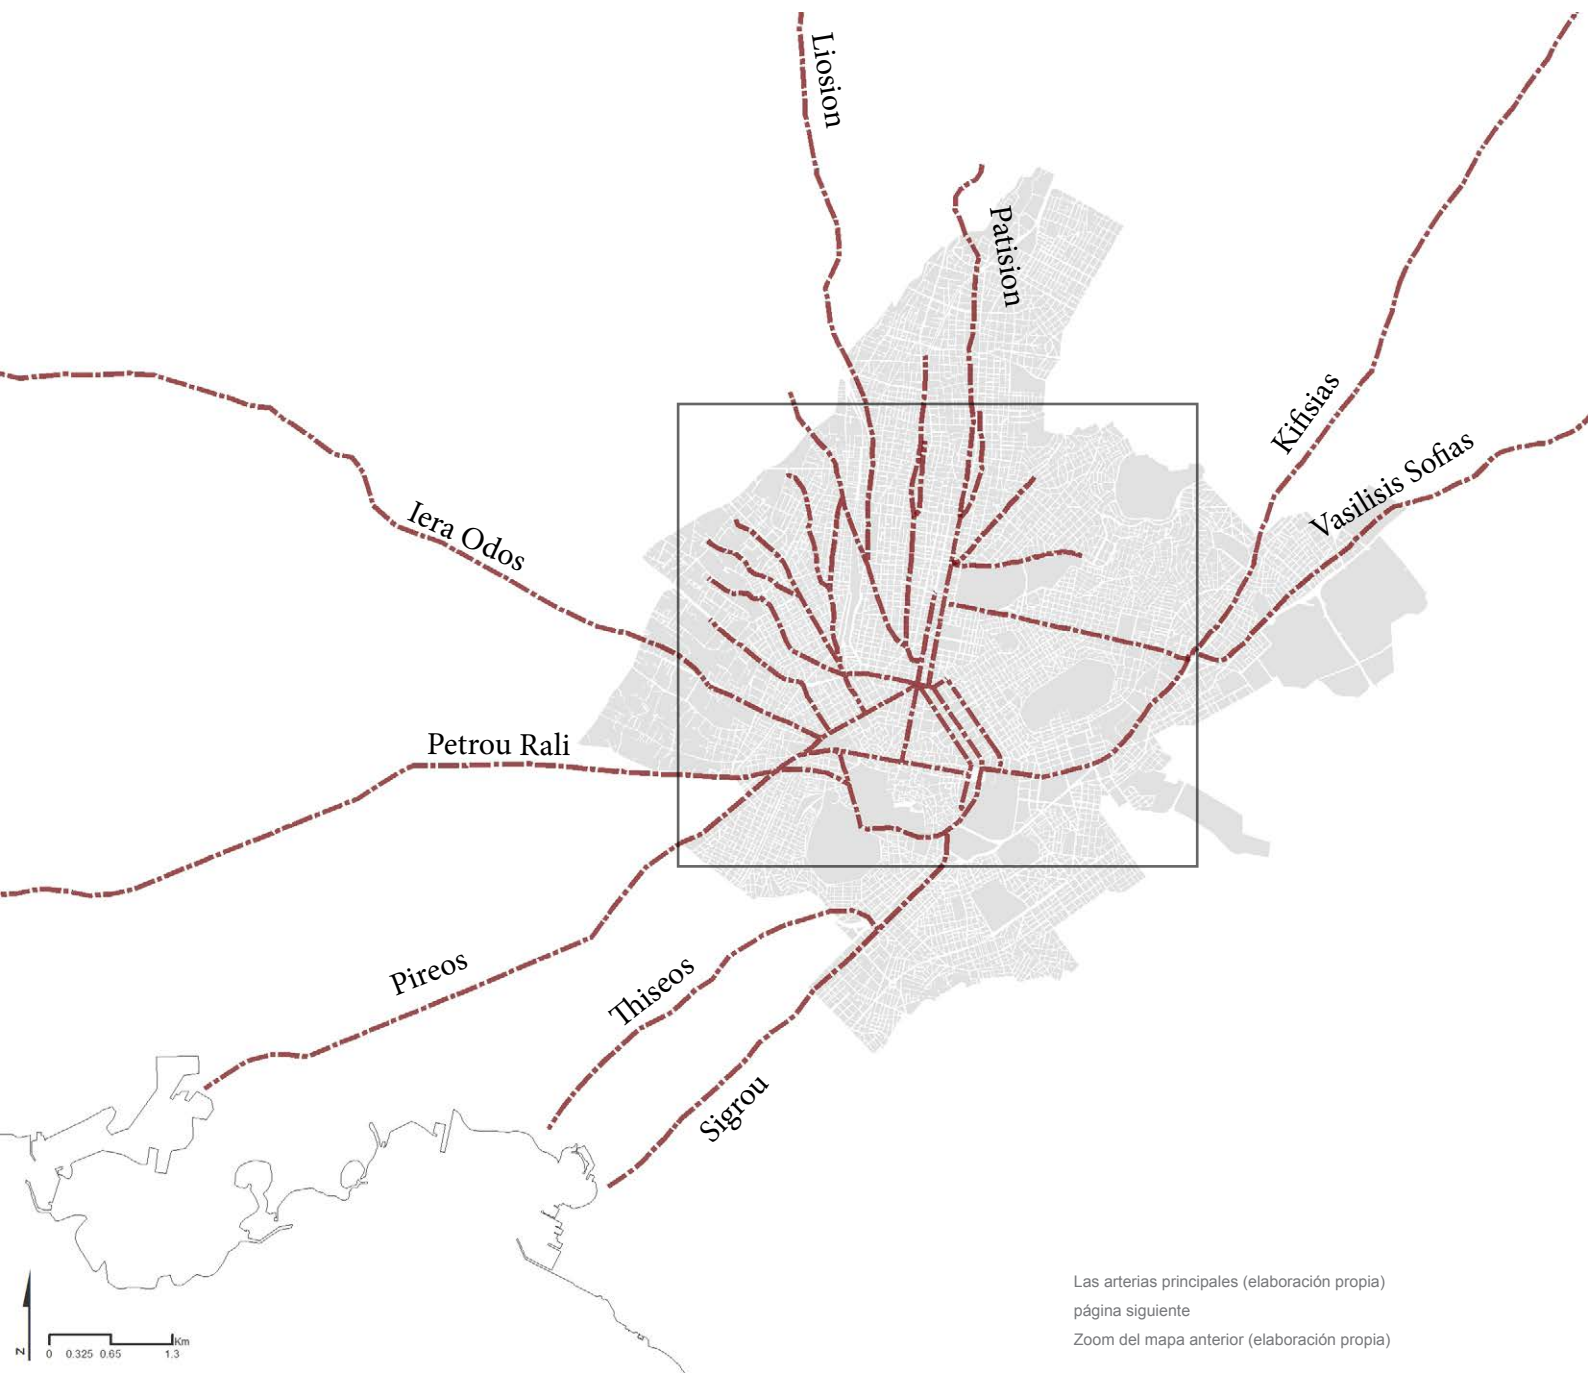 Liosion
Patision
Kifisias
Vasilisis Sofias
Iera Odos
Petrou Rali
Pireos
Thiseos
Sigrou
Las arterias principales (elaboración propia)
página siguiente
Zoom del mapa anterior (elaboración propia)
N
Km
0 0.325 0.65 1.3